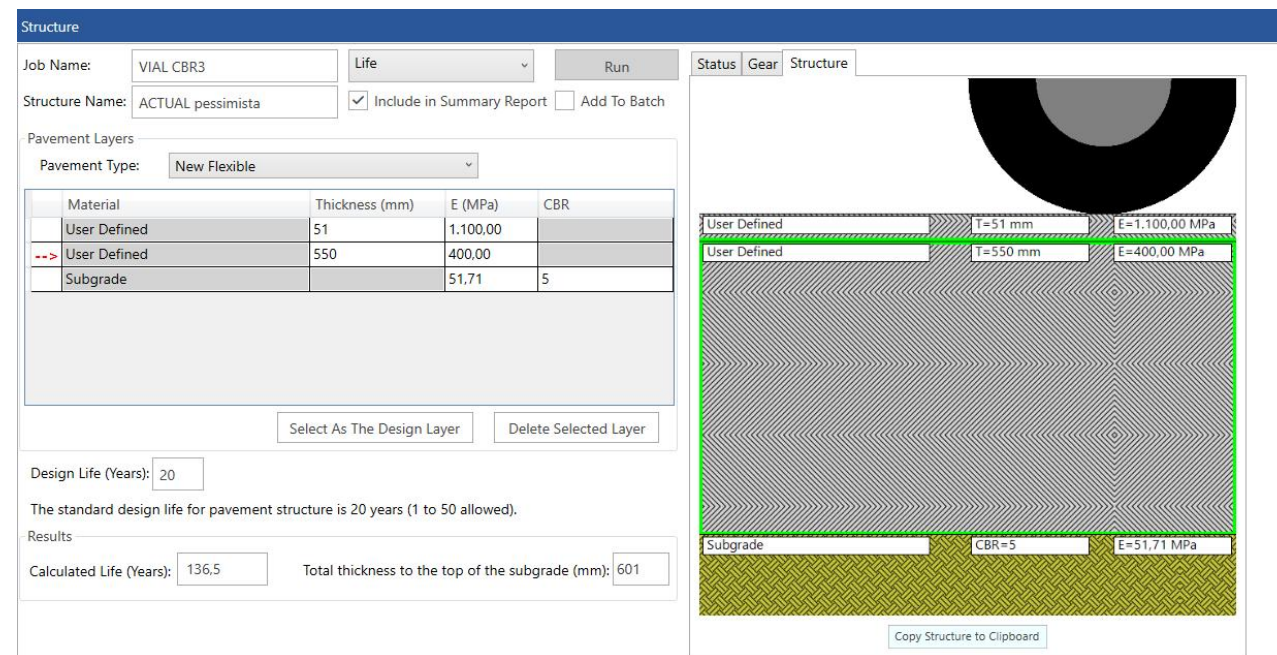 Structure
Job Name: VIAL CBR3 Life Run
Structure Name: ACTUAL pessimista Include in Summary Report Add To Batch
Pavement Layers
Pavement Type: New Flexible
Material Thickness (mm) E (MPa) CBR
User Defined 51 1.100,00
--> User Defined 550 400,00
Subgrade 51,71 5
Select As The Design Layer Delete Selected Layer
Design Life (Years): 20
The standard design life for pavement structure is 20 years (1 to 50 allowed).
Results
Calculated Life (Years): 136,5 Total thickness to the top of the subgrade (mm): 601
Status Gear Structure
User Defined T=51 mm E=1.100,00 MPa
User Defined T=550 mm E=400,00 MPa
Subgrade CBR=5 E=51,71 MPa
Copy Structure to Clipboard